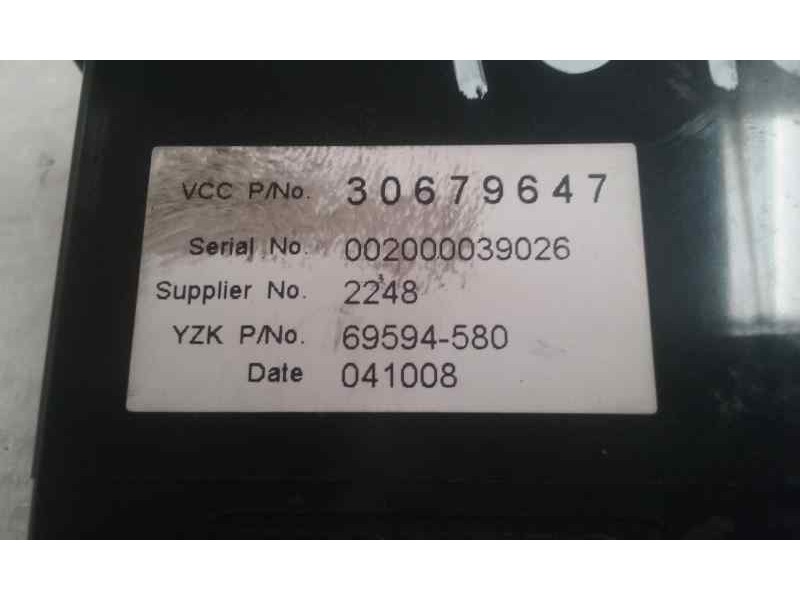 VCC P/No. 30679647
Serial No. 002000039026
Supplier No. 2248
YZK P/No. 69594-580
Date 041008